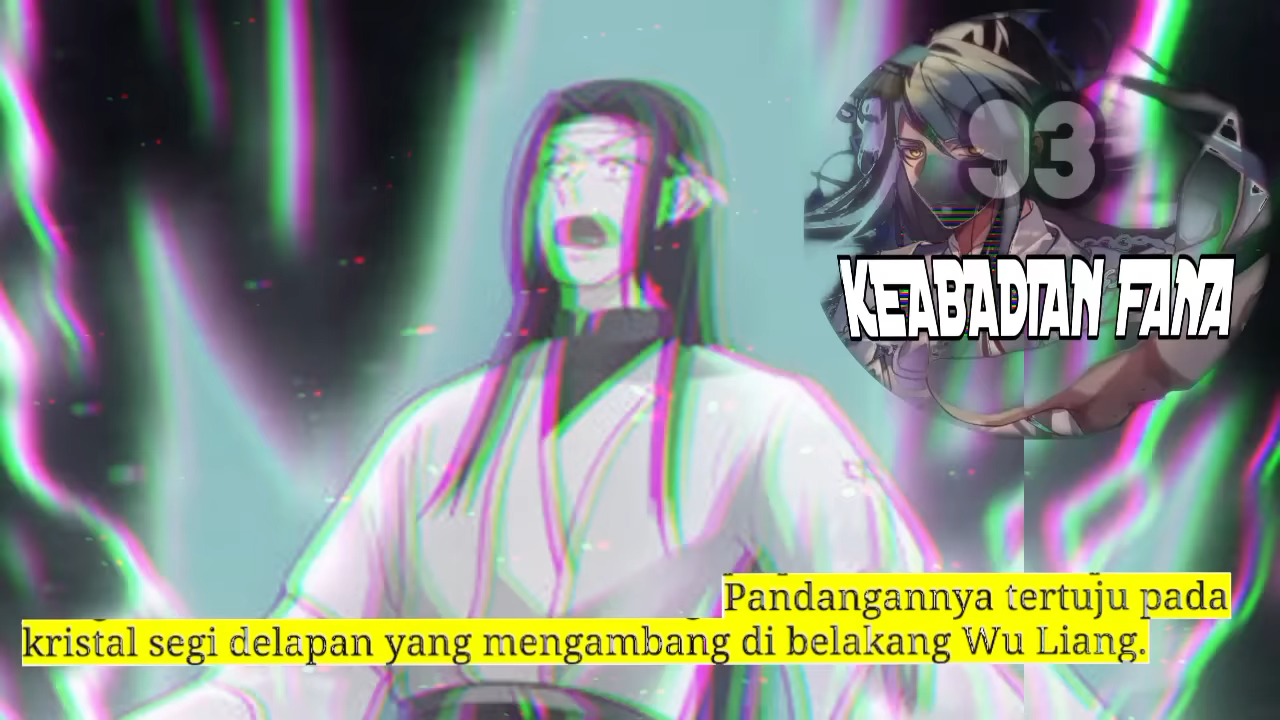 93
KEABADIAN FANA
Pandangannya tertuju pada
kristal segi delapan yang mengambang di belakang Wu Liang.